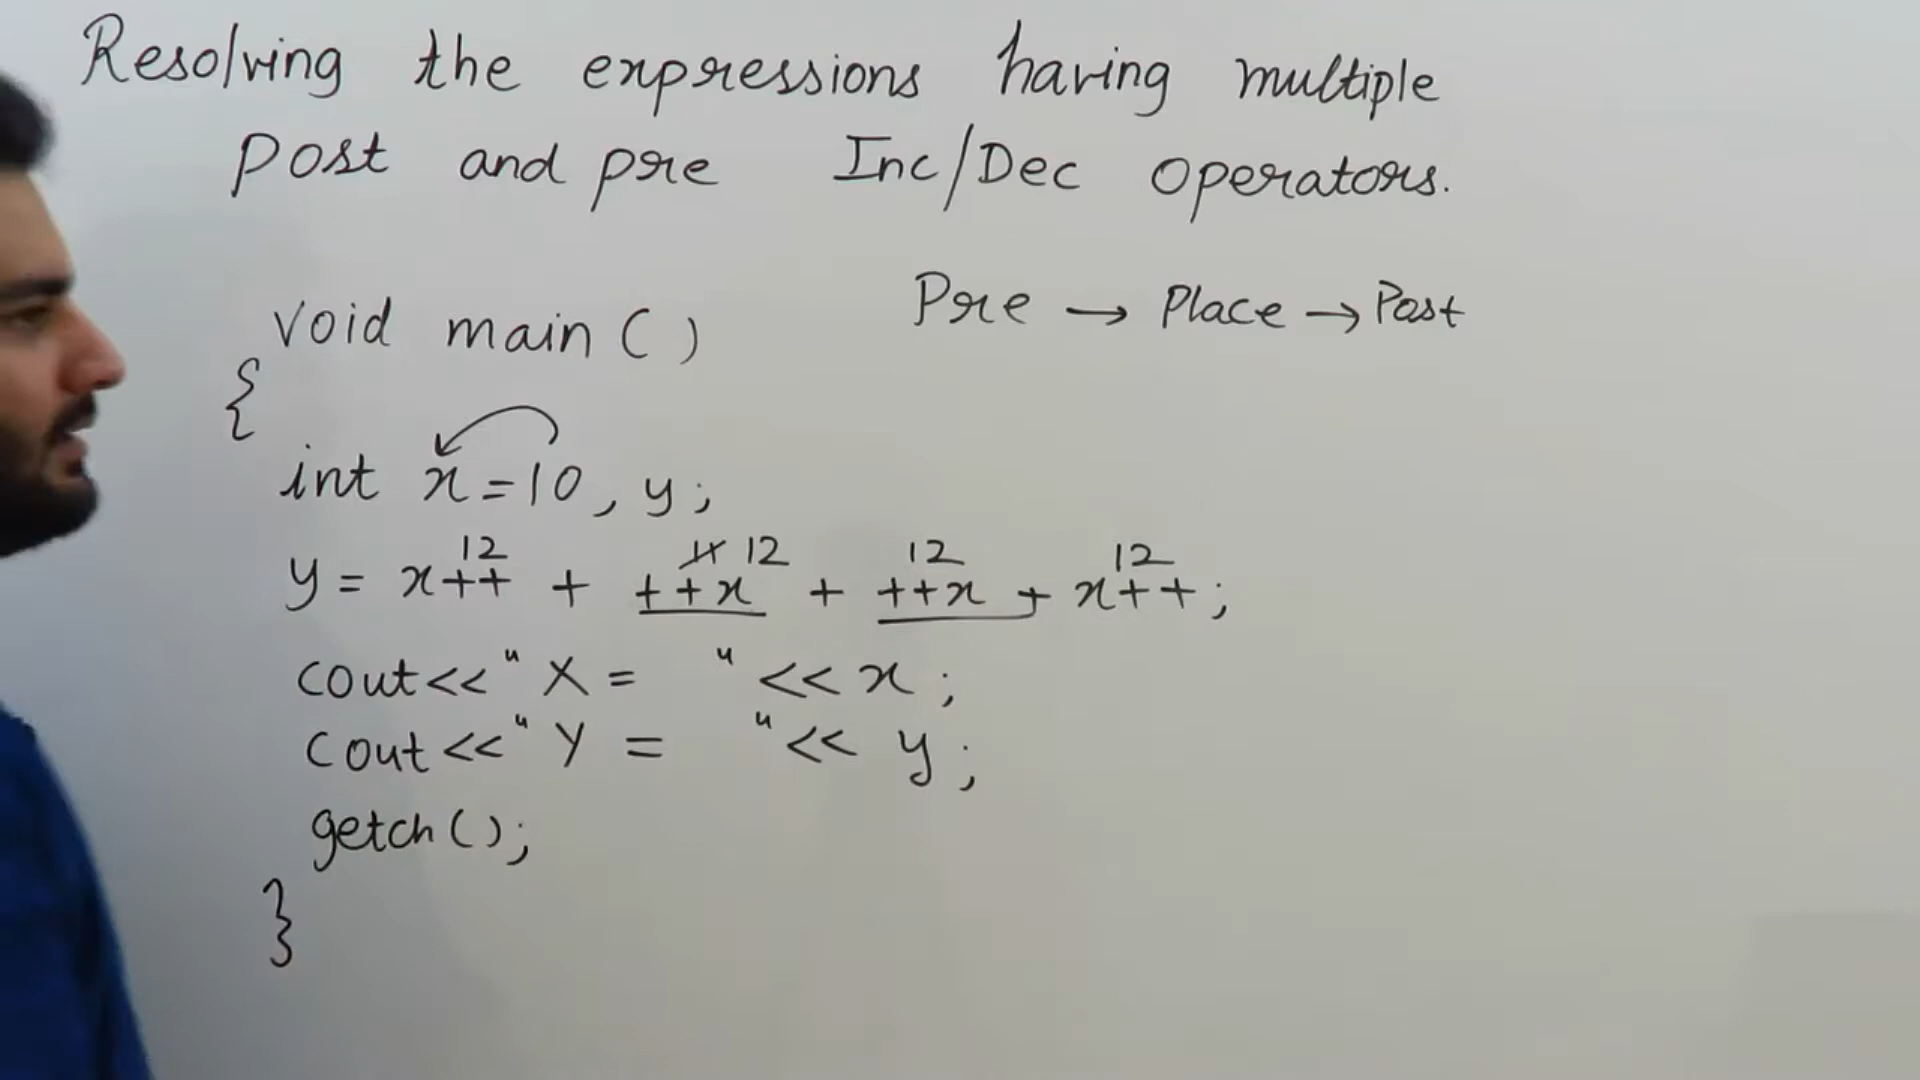 Resolving the expressions having multiple
Post and pre Inc/Dec operators.
Pre → Place → Post
void main ( )
{
int x = 10 , y ;
12 11 12 12 12
y = x++ + ++x + ++x + x++ ;
cout<<" X = " << x ;
cout<<" Y = " << y ;
getch ( ) ;
}